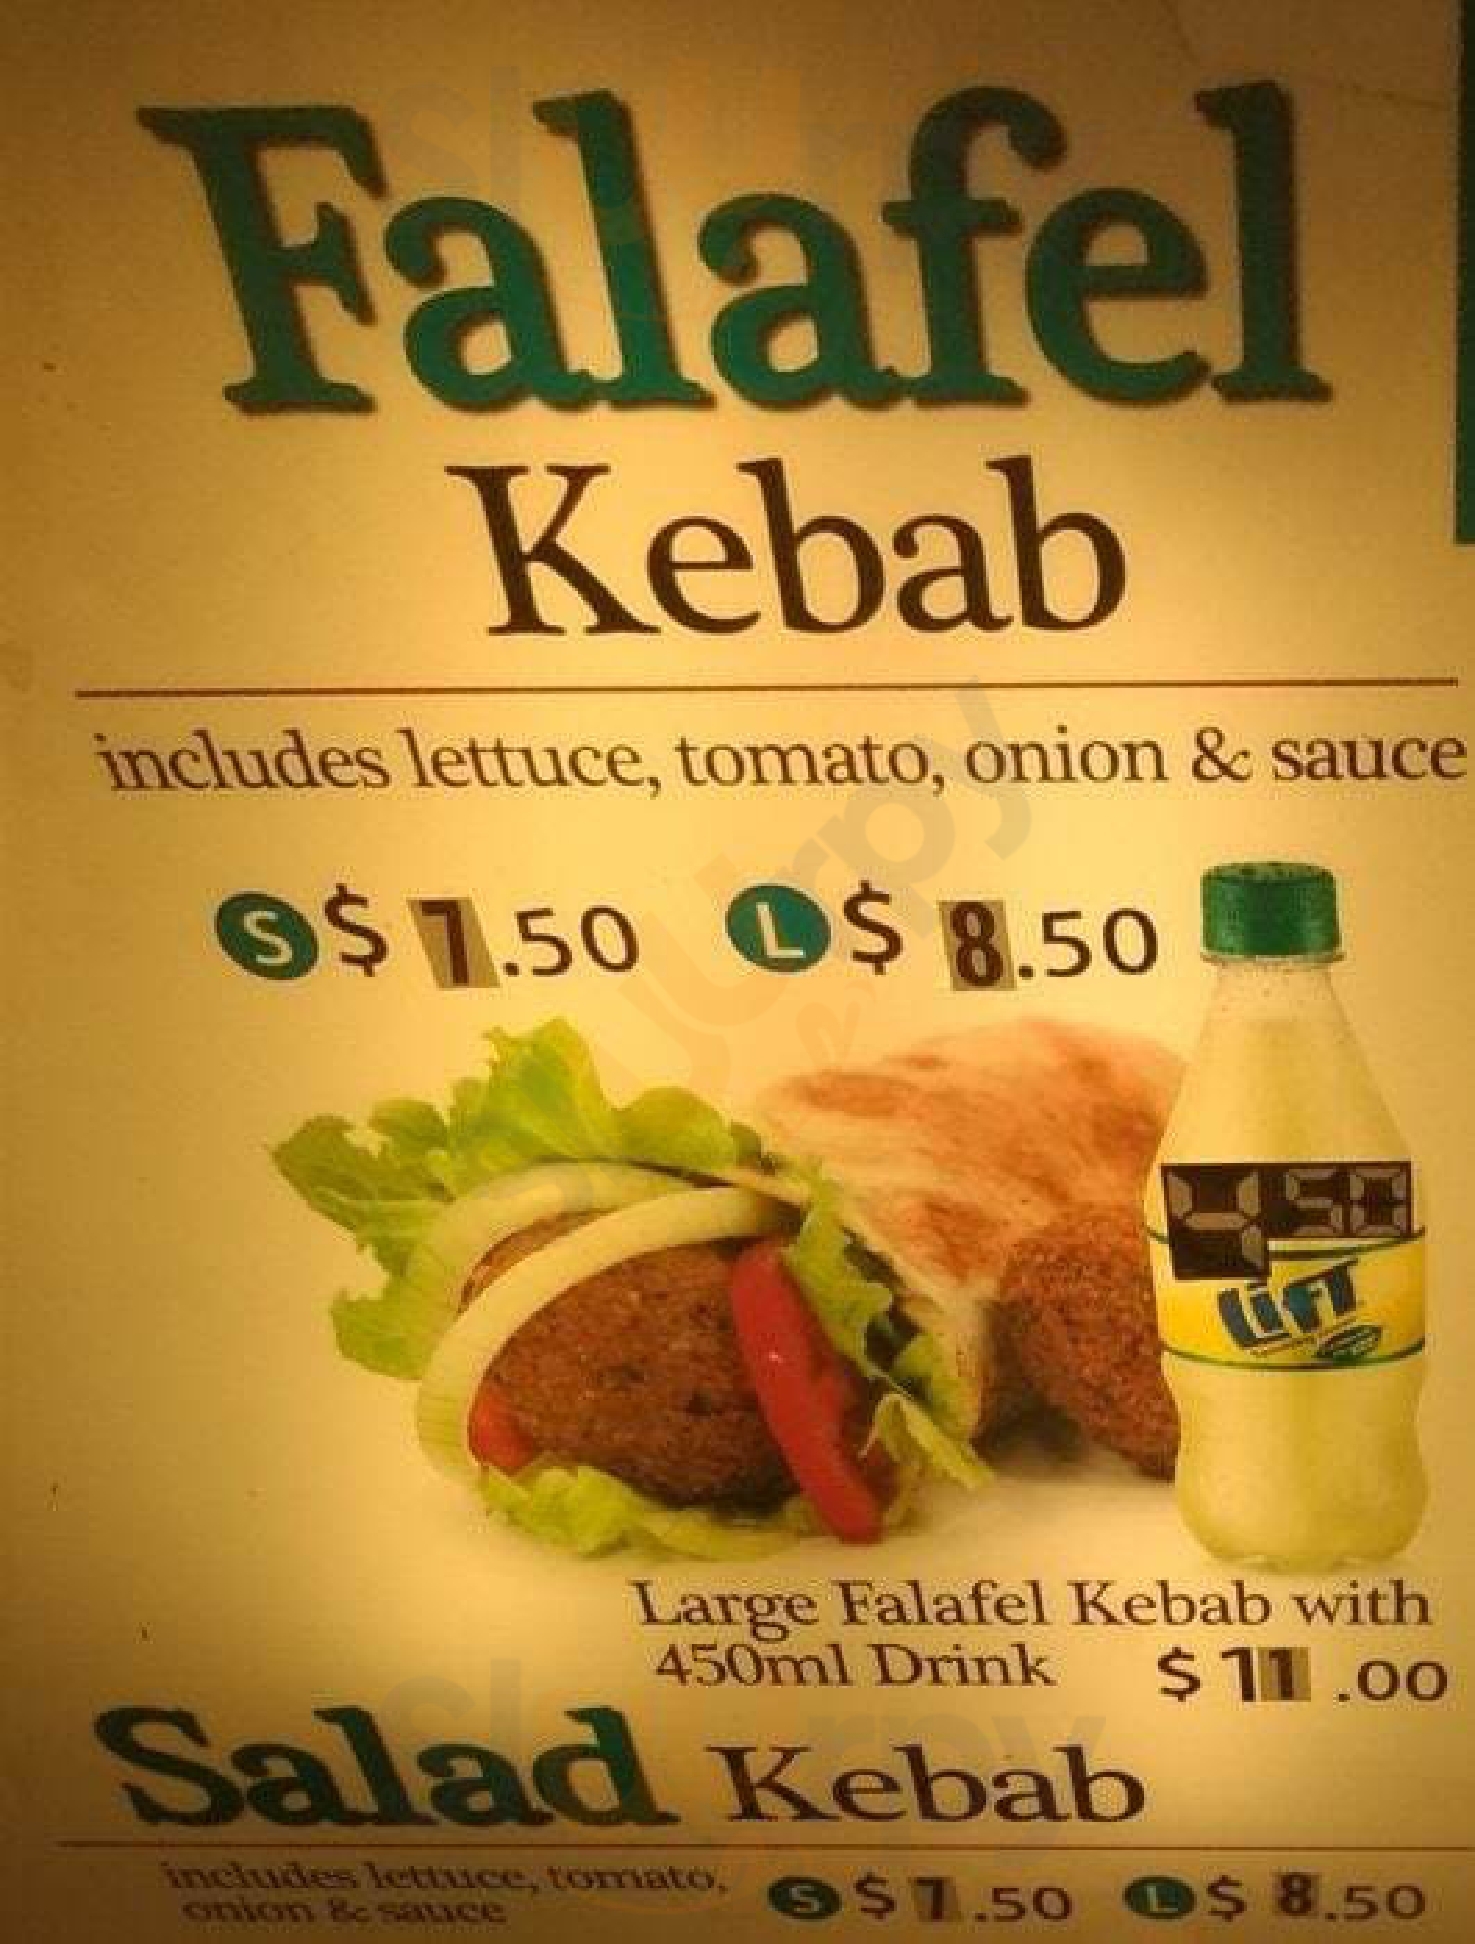 Falafel
Kebab
includes lettuce, tomato, onion & sauce
S $ 7.50 L $ 8.50
4 50
LiFT
Large Falafel Kebab with
450ml Drink $ 11.00
Salad Kebab
includes lettuce, tomato,
onion & sauce
S $ 7.50 L $ 8.50